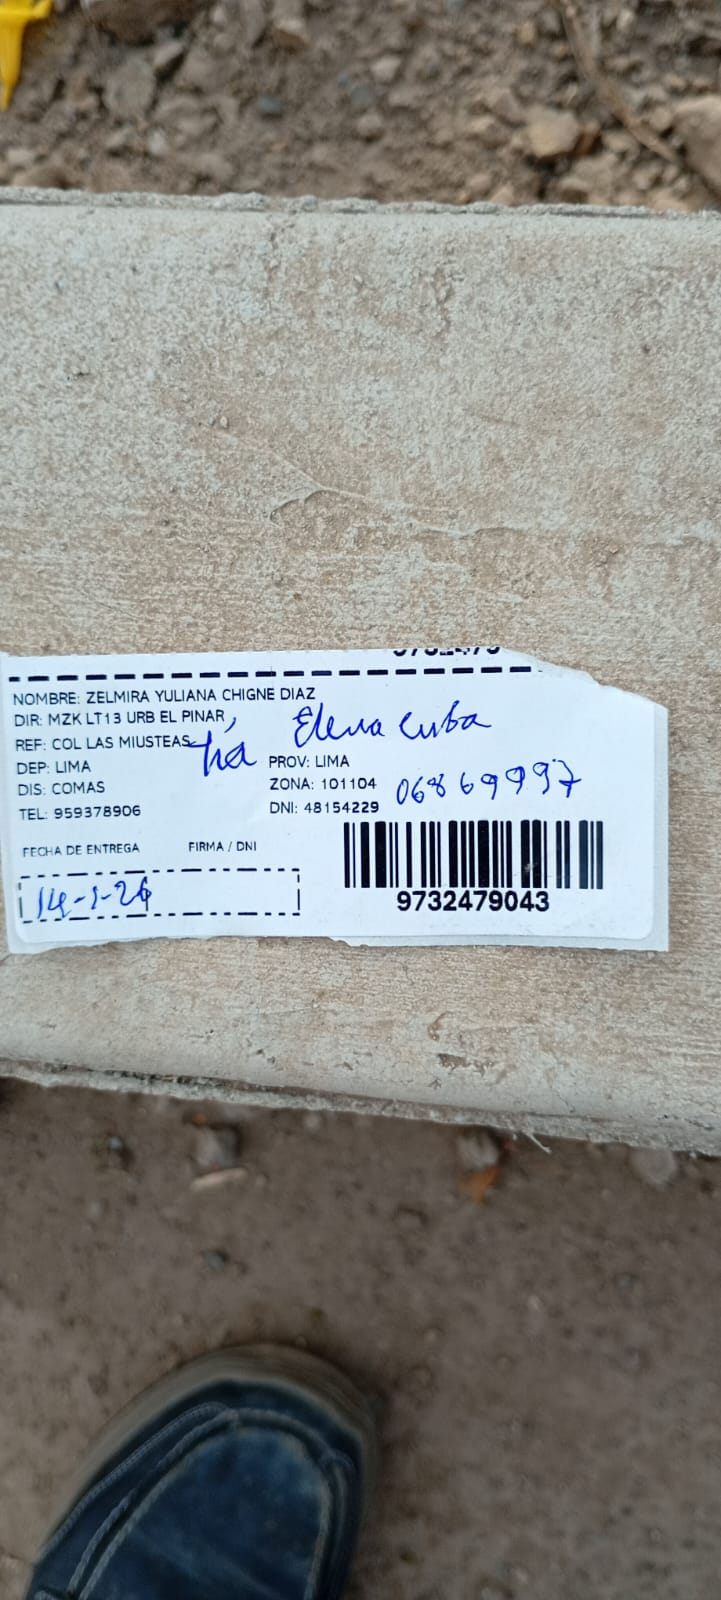 NOMBRE: ZELMIRA YULIANA CHIGNE DIAZ
DIR: MZK LT13 URB EL PINAR
tía Elena Cuba
REF: COL LAS MIUSTEAS
DEP: LIMA PROV: LIMA
DIS: COMAS ZONA: 101104
06869997
TEL: 959378906 DNI: 48154229
FECHA DE ENTREGA FIRMA / DNI
14-1-26
9732479043